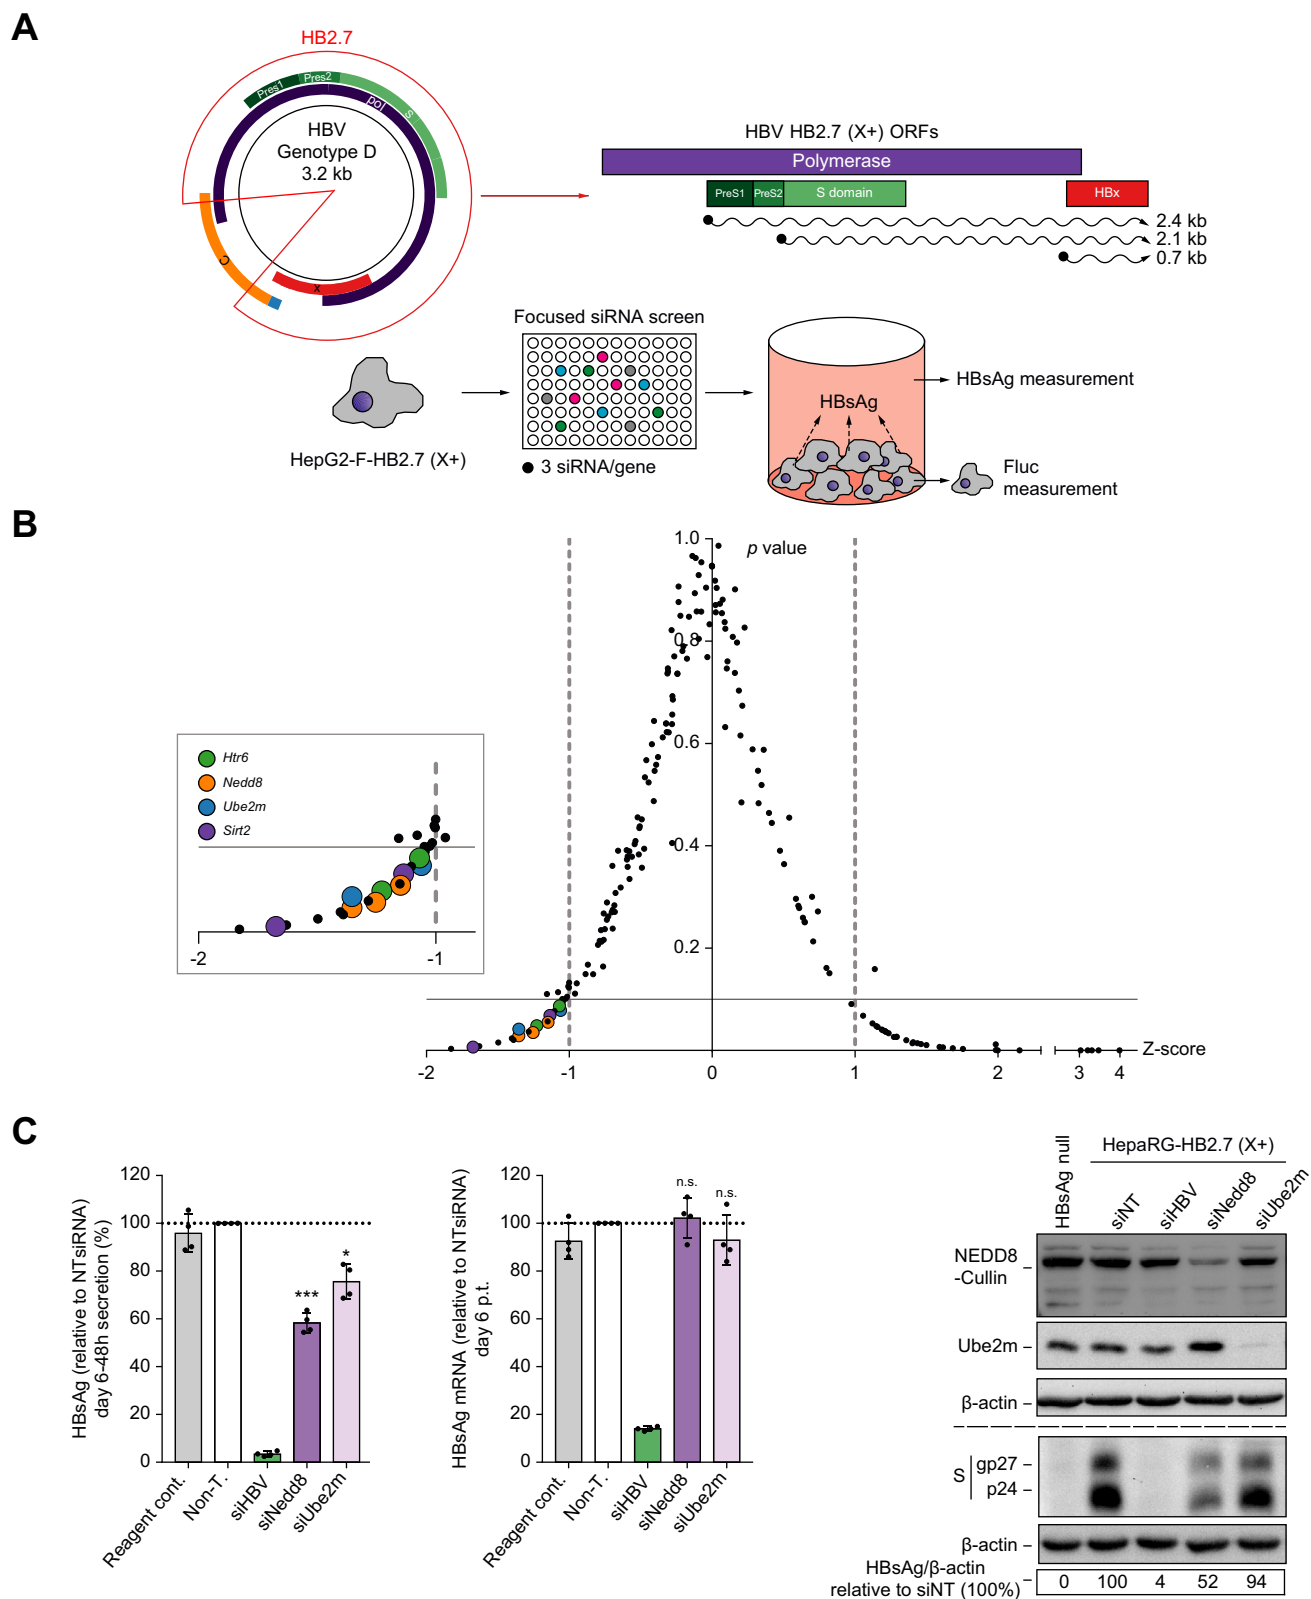 A
HB2.7
Pres1
Pres2
S
pol
HBV
Genotype D
3.2 kb
C
x
HBV HB2.7 (X+) ORFs
Polymerase
PreS1
PreS2
S domain
HBx
2.4 kb
2.1 kb
0.7 kb
HepG2-F-HB2.7 (X+)
Focused siRNA screen
3 siRNA/gene
HBsAg
HBsAg measurement
Fluc
measurement
B
1.0
p value
0.8
0.6
0.4
0.2
Htr6
Nedd8
Ube2m
Sirt2
-2
-1
-2
-1
0
1
2
3
4
Z-score
C
HBsAg (relative to NTsiRNA)
day 6-48h secretion (%)
120
100
80
60
40
20
0
***
*
Reagent cont.
Non-T.
siHBV
siNedd8
siUbe2m
HBsAg mRNA (relative to NTsiRNA)
day 6 p.t.
120
100
80
60
40
20
0
n.s.
n.s.
Reagent cont.
Non-T.
siHBV
siNedd8
siUbe2m
HBsAg null
HepaRG-HB2.7 (X+)
siNT
siHBV
siNedd8
siUbe2m
NEDD8
-Cullin
Ube2m
β-actin
S
gp27
p24
β-actin
HBsAg/β-actin
relative to siNT (100%)
0 100 4 52 94